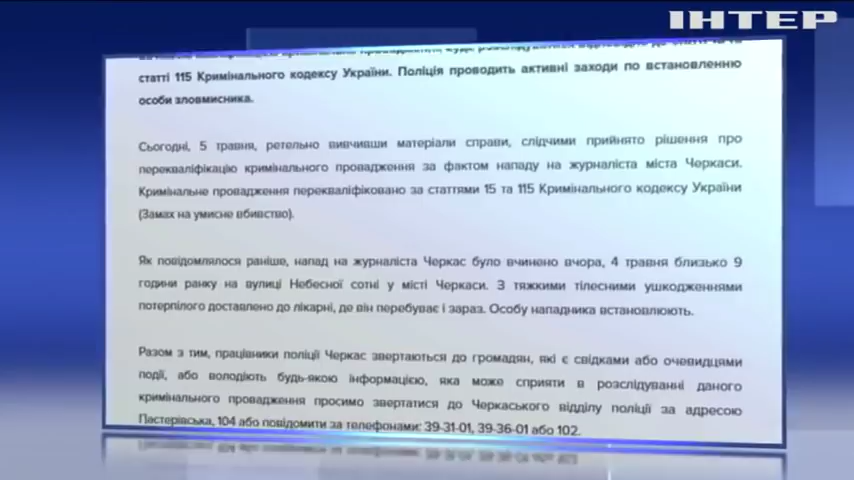 ІНТЕР
статті 115 Кримінального кодексу України. Поліція проводить активні заходи по встановленню
особи зловмисника.
Сьогодні, 5 травня, ретельно вивчивши матеріали справи, слідчими прийнято рішення про
перекваліфікацію кримінального провадження за фактом нападу на журналіста міста Черкаси.
Кримінальне провадження перекваліфіковано за статтями 15 та 115 Кримінального кодексу України
(Замах на умисне вбивство).
Як повідомлялося раніше, напад на журналіста Черкас було вчинено вчора, 4 травня близько 9
години ранку на вулиці Небесної сотні у місті Черкаси. З тяжкими тілесними ушкодженнями
потерпілого доставлено до лікарні, де він перебуває і зараз. Особу нападника встановлюють.
Разом з тим, працівники поліції Черкас звертаються до громадян, які є свідками або очевидцями
події, або володіють будь-якою інформацією, яка може сприяти в розслідуванні даного
кримінального провадження просимо звертатися до Черкаського відділу поліції за адресою
Пастерівська, 104 або повідомити за телефонами: 39-31-01, 39-36-01 або 102.